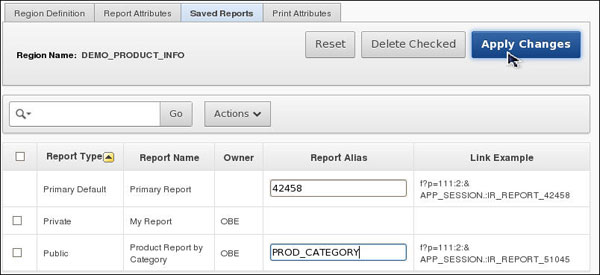 Region Definition Report Attributes Saved Reports Print Attributes
Region Name: DEMO_PRODUCT_INFO Reset Delete Checked Apply Changes
Go Actions
Report Type Report Name Owner Report Alias Link Example
Primary Default Primary Report 42458 f?p=111:2:&
APP_SESSION.:IR_REPORT_42458
Private My Report OBE
Public Product Report by OBE PROD_CATEGORY f?p=111:2:&
Category APP_SESSION.:IR_REPORT_51045